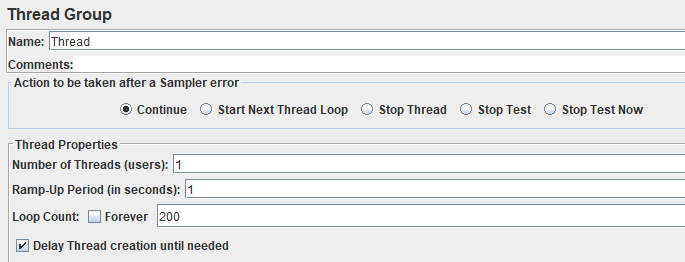 Thread Group
Name: Thread
Comments:
Action to be taken after a Sampler error
Continue Start Next Thread Loop Stop Thread Stop Test Stop Test Now
Thread Properties
Number of Threads (users): 1
Ramp-Up Period (in seconds): 1
Loop Count: Forever 200
Delay Thread creation until needed